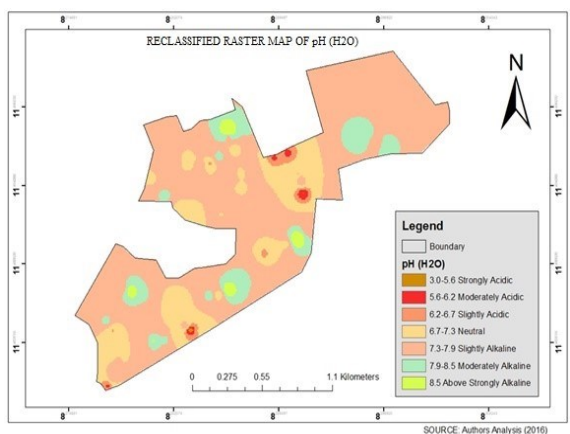 RECLASSIFIED RASTER MAP OF pH (H2O)
N
Legend
Boundary
pH (H2O)
3.0-5.6 Strongly Acidic
5.6-6.2 Moderately Acidic
6.2-6.7 Slightly Acidic
6.7-7.3 Neutral
7.3-7.9 Slightly Alkaline
7.9-8.5 Moderately Alkaline
8.5 Above Strongly Alkaline
0 0.275 0.55 1.1 Kilometers
SOURCE: Authors Analysis (2016)